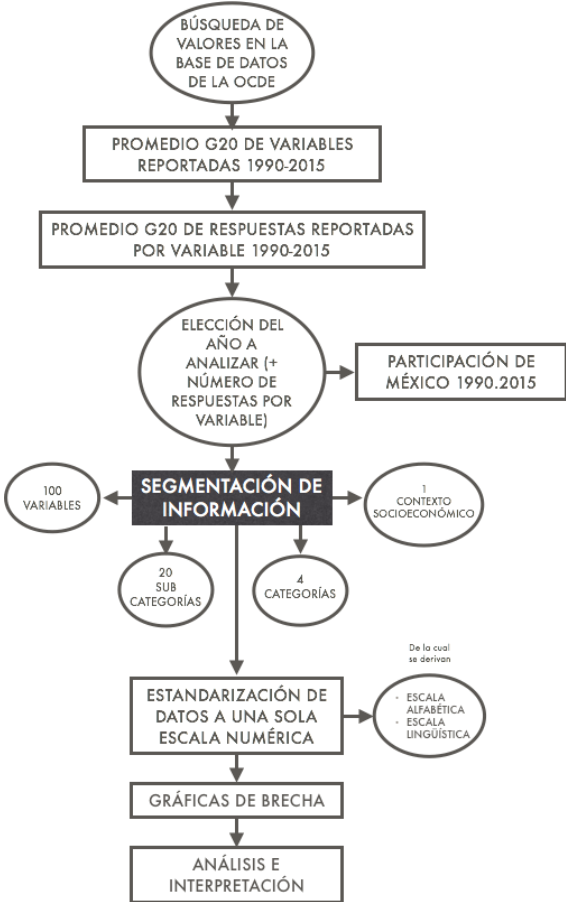 BÚSQUEDA DE
VALORES EN LA
BASE DE DATOS
DE LA OCDE
PROMEDIO G20 DE VARIABLES
REPORTADAS 1990-2015
PROMEDIO G20 DE RESPUESTAS REPORTADAS
POR VARIABLE 1990-2015
ELECCIÓN DEL
AÑO A
ANALIZAR (+
NÚMERO DE
RESPUESTAS POR
VARIABLE)
PARTICIPACIÓN DE
MÉXICO 1990.2015
SEGMENTACIÓN DE
INFORMACIÓN
100
VARIABLES
1
CONTEXTO
SOCIOECONÓMICO
20
SUB
CATEGORÍAS
4
CATEGORÍAS
De la cual
se derivan
ESTANDARIZACIÓN DE
DATOS A UNA SOLA
ESCALA NUMÉRICA
- ESCALA
ALFABÉTICA
- ESCALA
LINGÜÍSTICA
GRÁFICAS DE BRECHA
ANÁLISIS E
INTERPRETACIÓN